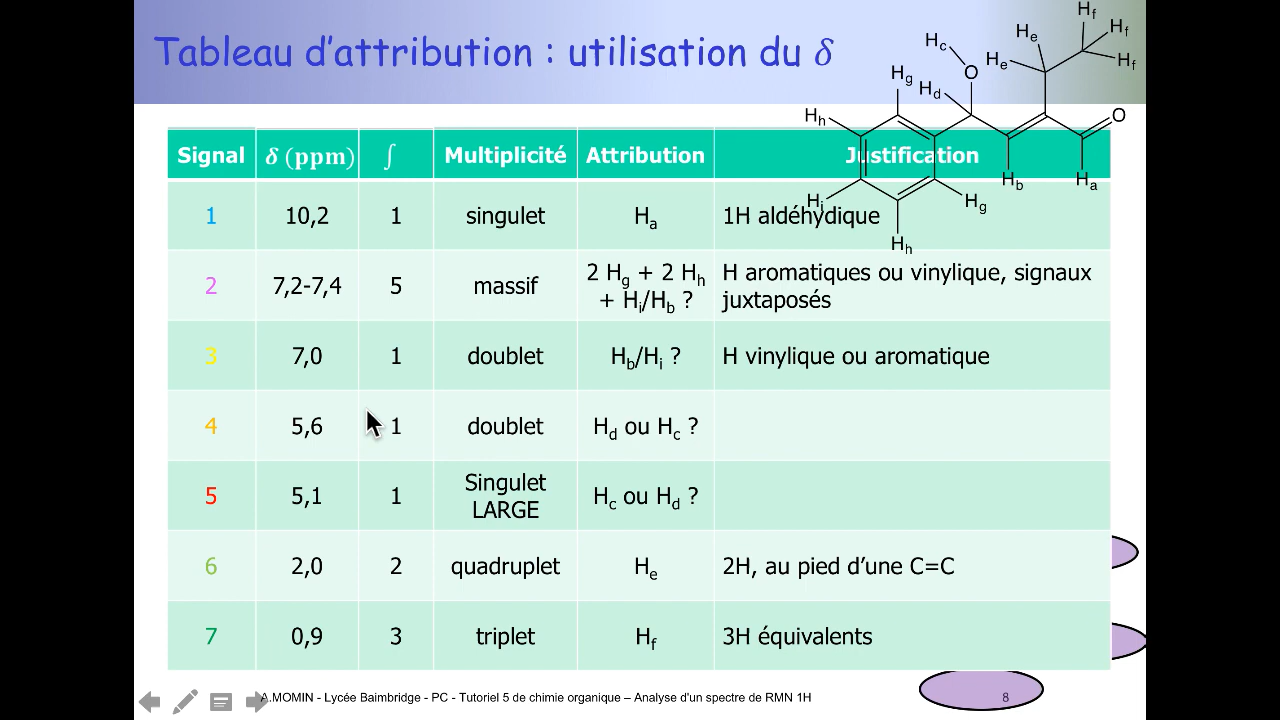 Tableau d’attribution : utilisation du δ
Hf
Hf
He
Hc
He
Hf
O
Hg
Hd
Hh
O
Hb
Ha
Hi
Hg
Hh
Signal δ (ppm) ∫ Multiplicité Attribution Justification
1 10,2 1 singulet Ha 1H aldéhydique
2 7,2-7,4 5 massif 2 Hg + 2 Hh + Hi/Hb ? H aromatiques ou vinylique, signaux
juxtaposés
3 7,0 1 doublet Hb/Hi ? H vinylique ou aromatique
4 5,6 1 doublet Hd ou Hc ?
5 5,1 1 Singulet LARGE Hc ou Hd ?
6 2,0 2 quadruplet He 2H, au pied d’une C=C
7 0,9 3 triplet Hf 3H équivalents
A.MOMIN - Lycée Baimbridge - PC - Tutoriel 5 de chimie organique – Analyse d'un spectre de RMN 1H
8